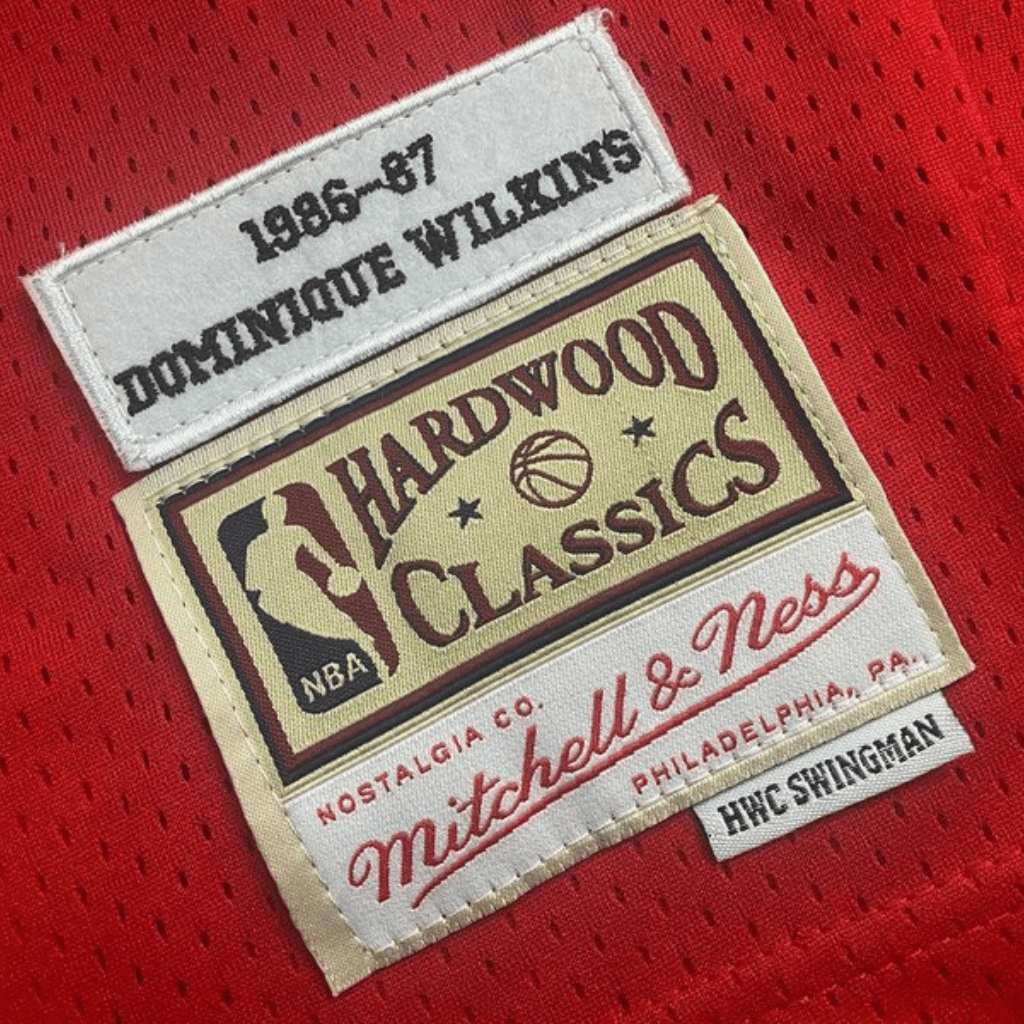 1986-87
DOMINIQUE WILKINS
HARDWOOD
CLASSICS
NBA
NOSTALGIA CO.
Mitchell & Ness
PHILADELPHIA, PA.
HWC SWINGMAN